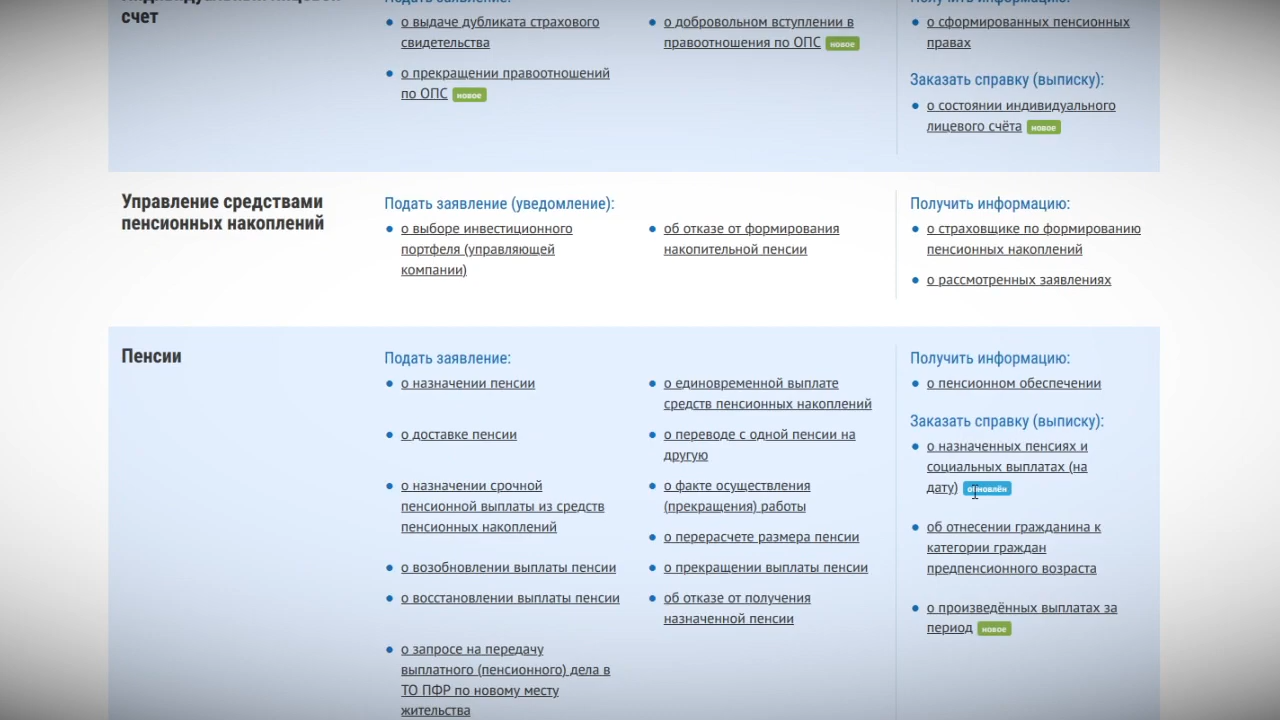 счет
о выдаче дубликата страхового
свидетельства
о прекращении правоотношений
по ОПС новое
о добровольном вступлении в
правоотношения по ОПС новое
о сформированных пенсионных
правах
Заказать справку (выписку):
о состоянии индивидуального
лицевого счёта новое
Управление средствами
пенсионных накоплений
Подать заявление (уведомление):
о выборе инвестиционного
портфеля (управляющей
компании)
об отказе от формирования
накопительной пенсии
Получить информацию:
о страховщике по формированию
пенсионных накоплений
о рассмотренных заявлениях
Пенсии
Подать заявление:
о назначении пенсии
о доставке пенсии
о назначении срочной
пенсионной выплаты из средств
пенсионных накоплений
о возобновлении выплаты пенсии
о восстановлении выплаты пенсии
о запросе на передачу
выплатного (пенсионного) дела в
ТО ПФР по новому месту
жительства
о единовременной выплате
средств пенсионных накоплений
о переводе с одной пенсии на
другую
о факте осуществления
(прекращения) работы
о перерасчете размера пенсии
о прекращении выплаты пенсии
об отказе от получения
назначенной пенсии
Получить информацию:
о пенсионном обеспечении
Заказать справку (выписку):
о назначенных пенсиях и
социальных выплатах (на
дату) обновлён
об отнесении гражданина к
категории граждан
предпенсионного возраста
о произведённых выплатах за
период новое